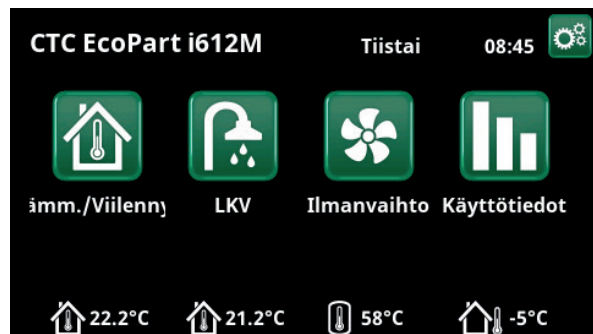 CTC EcoPart i612M Tiistai 08:45
ämm./Viilenny LKV Ilmanvaihto Käyttötiedot
22.2°C 21.2°C 58°C -5°C